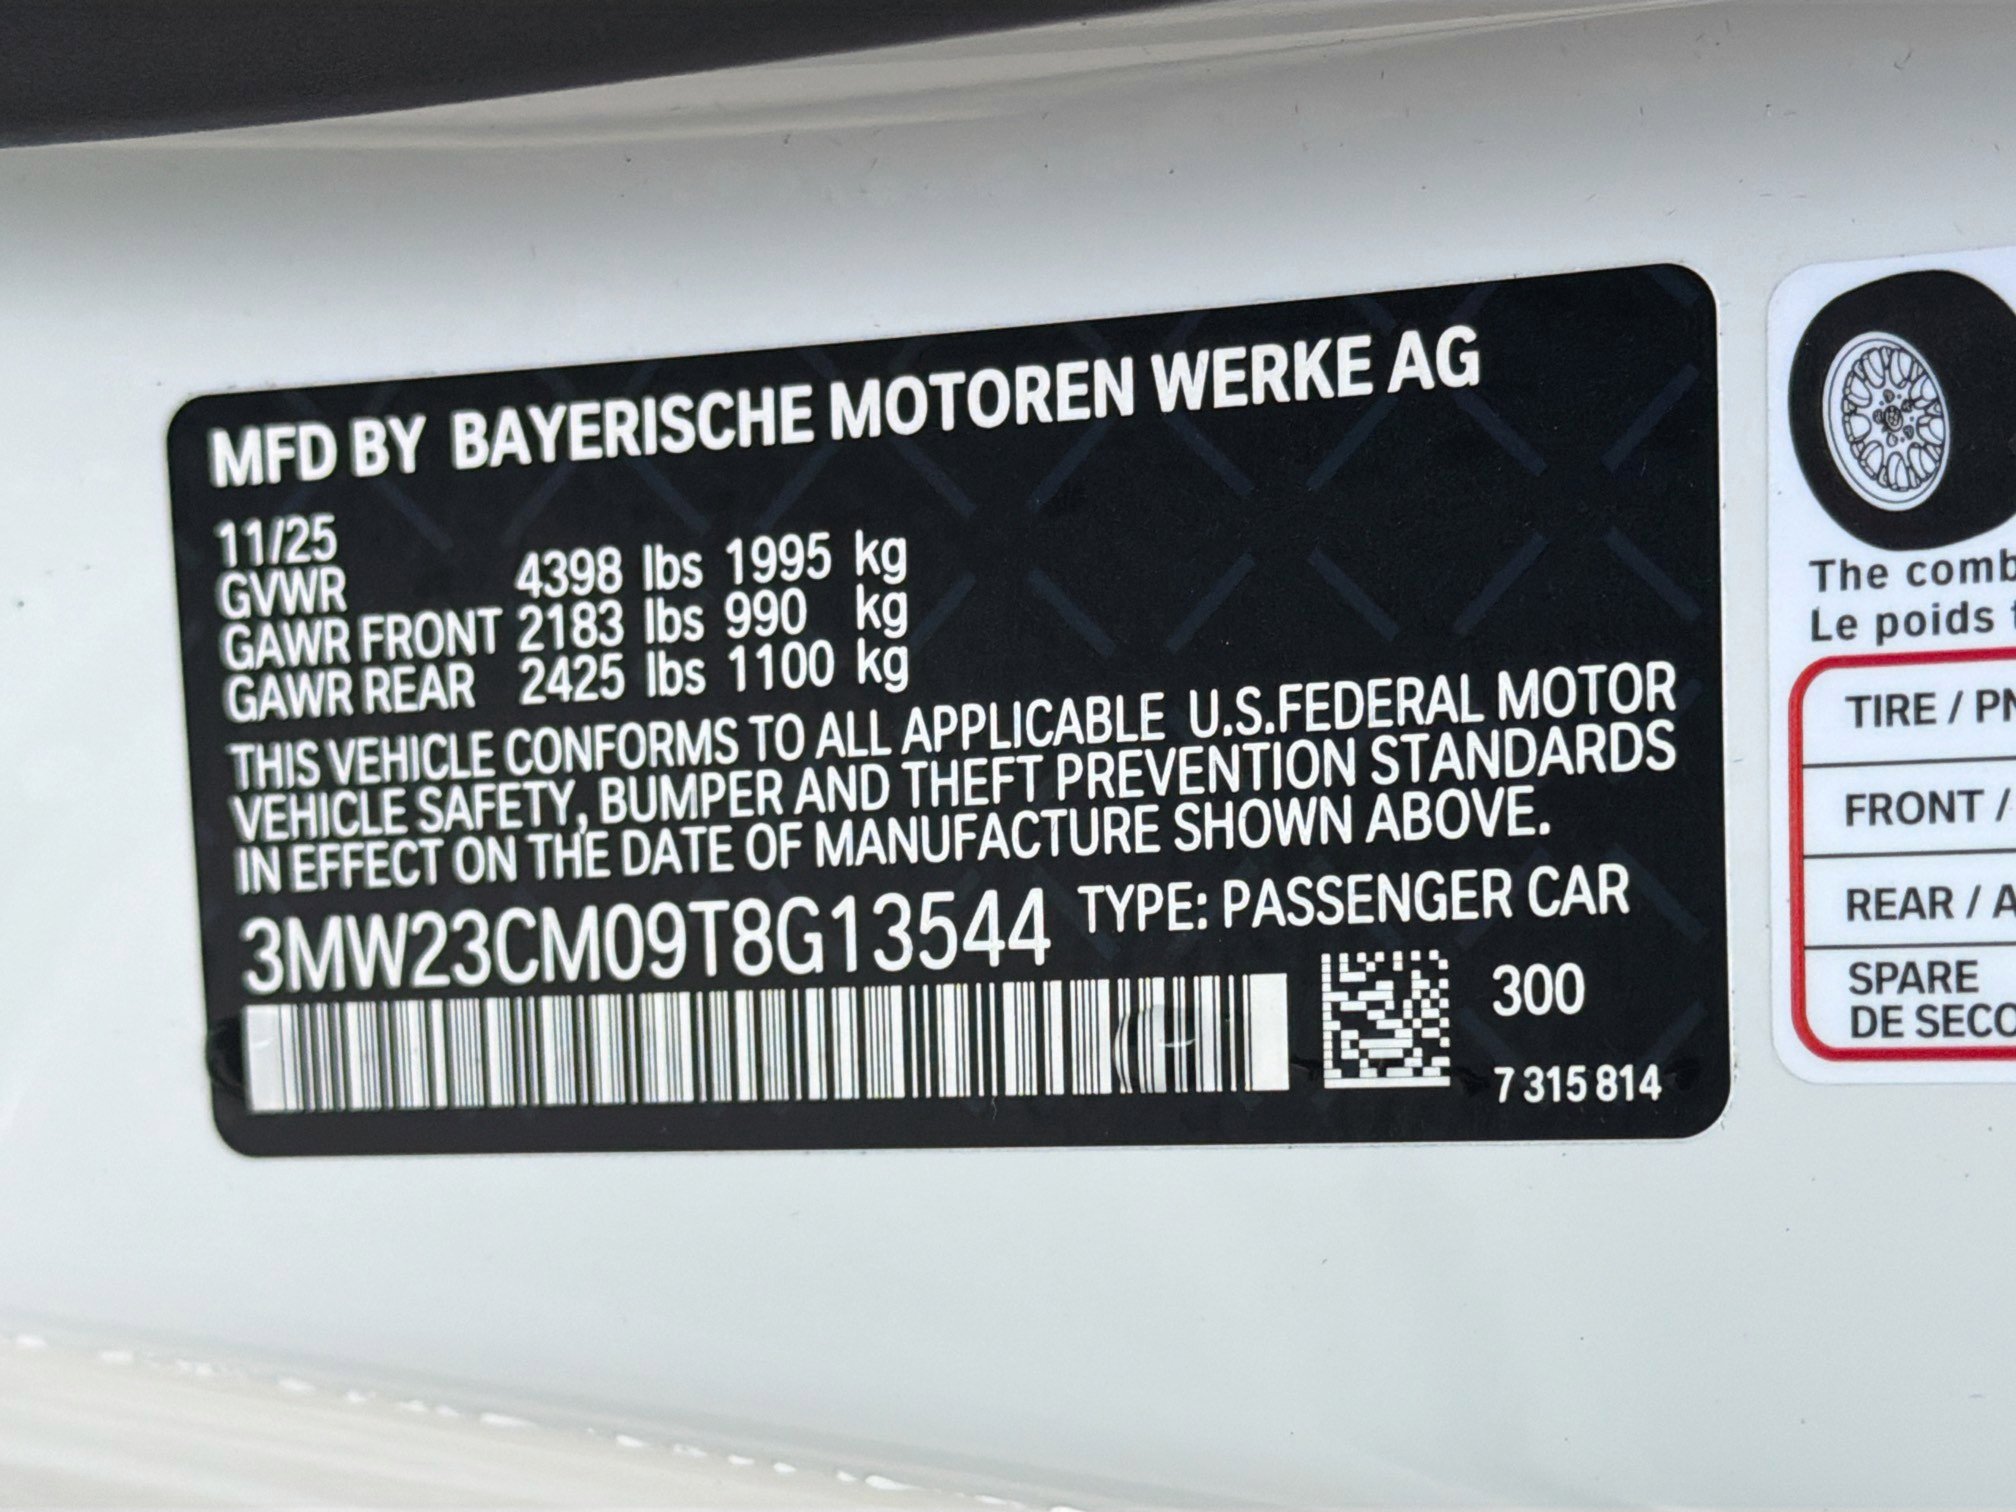 MFD BY BAYERISCHE MOTOREN WERKE AG
11/25
GVWR 4398 lbs 1995 kg
GAWR FRONT 2183 lbs 990 kg
GAWR REAR 2425 lbs 1100 kg
THIS VEHICLE CONFORMS TO ALL APPLICABLE U.S.FEDERAL MOTOR
VEHICLE SAFETY, BUMPER AND THEFT PREVENTION STANDARDS
IN EFFECT ON THE DATE OF MANUFACTURE SHOWN ABOVE.
3MW23CM09T8G13544 TYPE: PASSENGER CAR
300
7 315 814
The comb
Le poids
TIRE / PN
FRONT /
REAR / A
SPARE
DE SECO